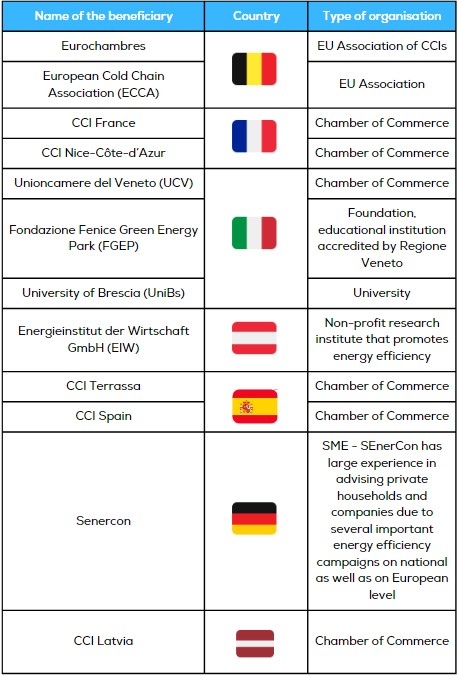 Name of the beneficiary Country Type of organisation
Eurochambres EU Association of CCIs
European Cold Chain
Association (ECCA)
EU Association
CCI France Chamber of Commerce
CCI Nice-Côte-d'Azur Chamber of Commerce
Unioncamere del Veneto (UCV) Chamber of Commerce
Fondazione Fenice Green Energy
Park (FGEP)
Foundation,
educational institution
accredited by Regione
Veneto
University of Brescia (UniBs) University
Energieinstitut der Wirtschaft
GmbH (EIW)
Non-profit research
institute that promotes
energy efficiency
CCI Terrassa Chamber of Commerce
CCI Spain Chamber of Commerce
Senercon
SME - SEnerCon has
large experience in
advising private
households and
companies due to
several important
energy efficiency
campaigns on national
as well as on European
level
CCI Latvia Chamber of Commerce